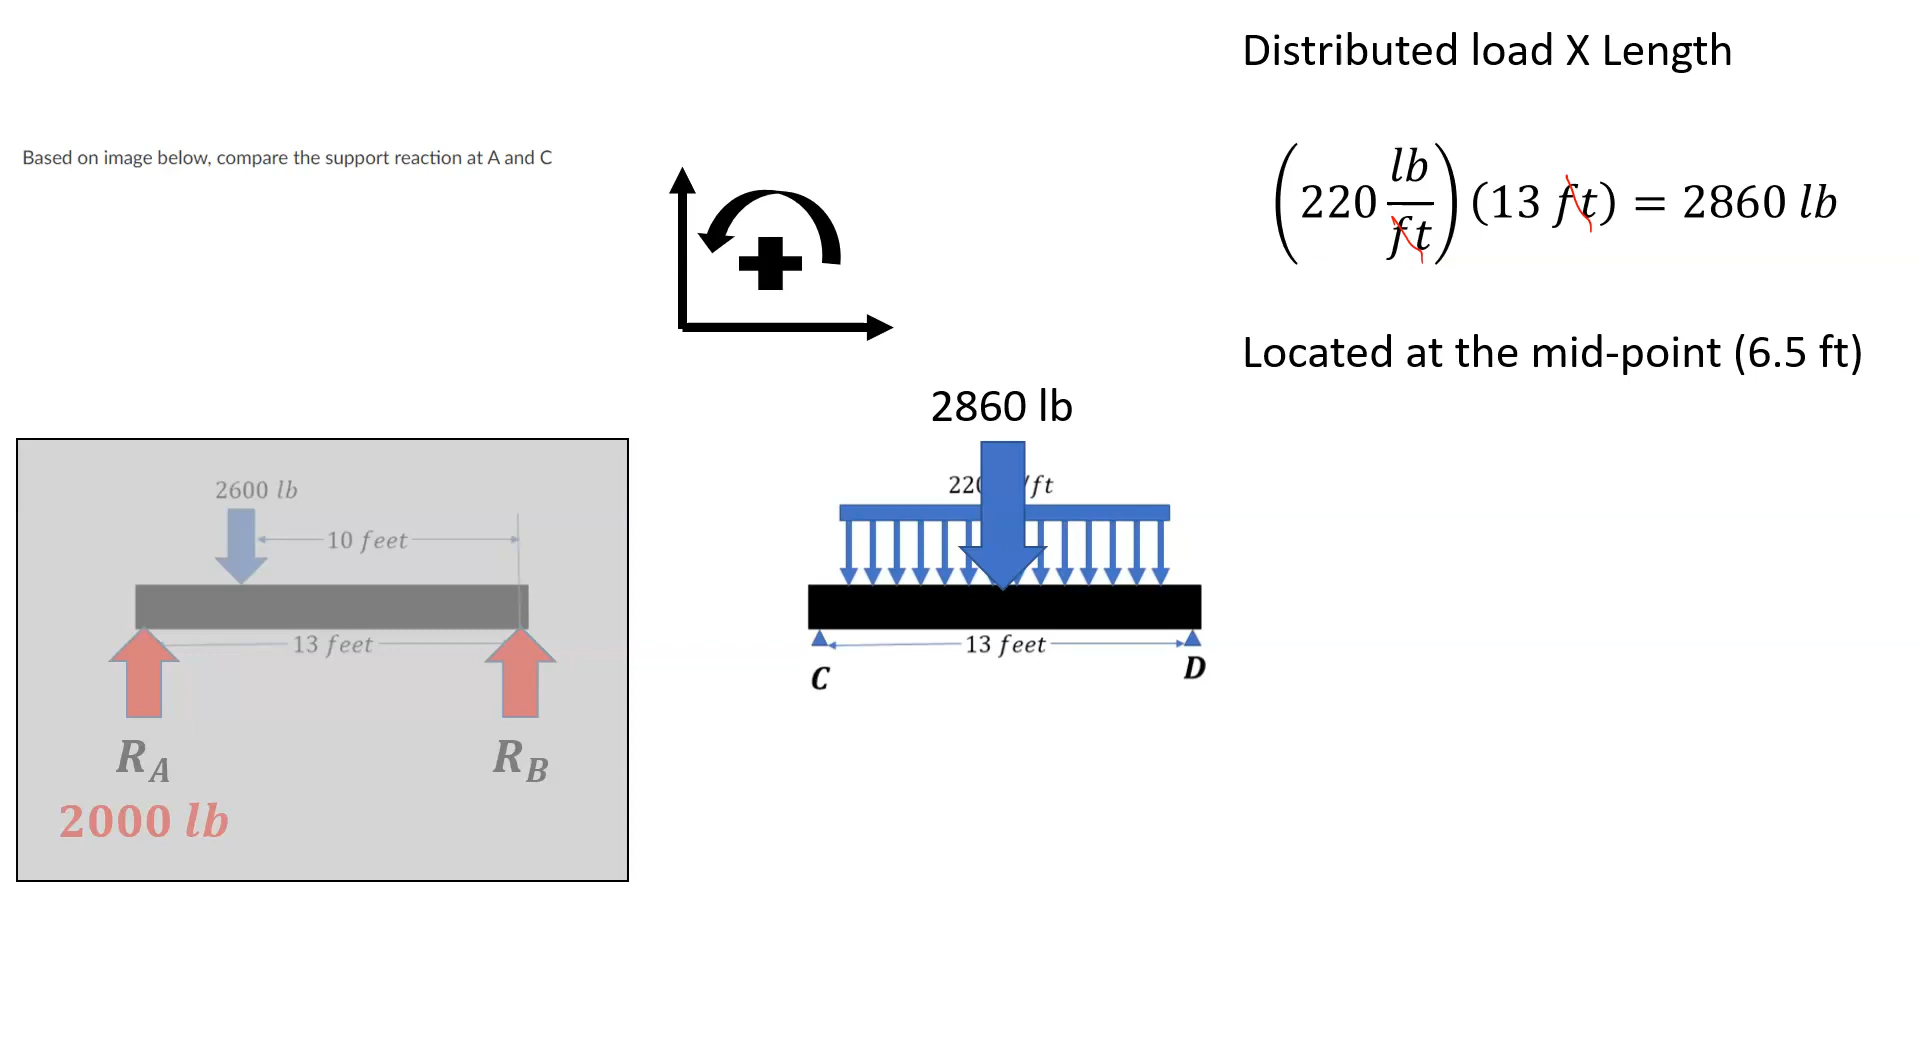 Distributed load X Length
Based on image below, compare the support reaction at A and C
(220 lb/ft)(13 ft) = 2860 lb
Located at the mid-point (6.5 ft)
2860 lb
2600 lb
10 feet
13 feet
R_A
R_B
2000 lb
22 /ft
13 feet
C
D